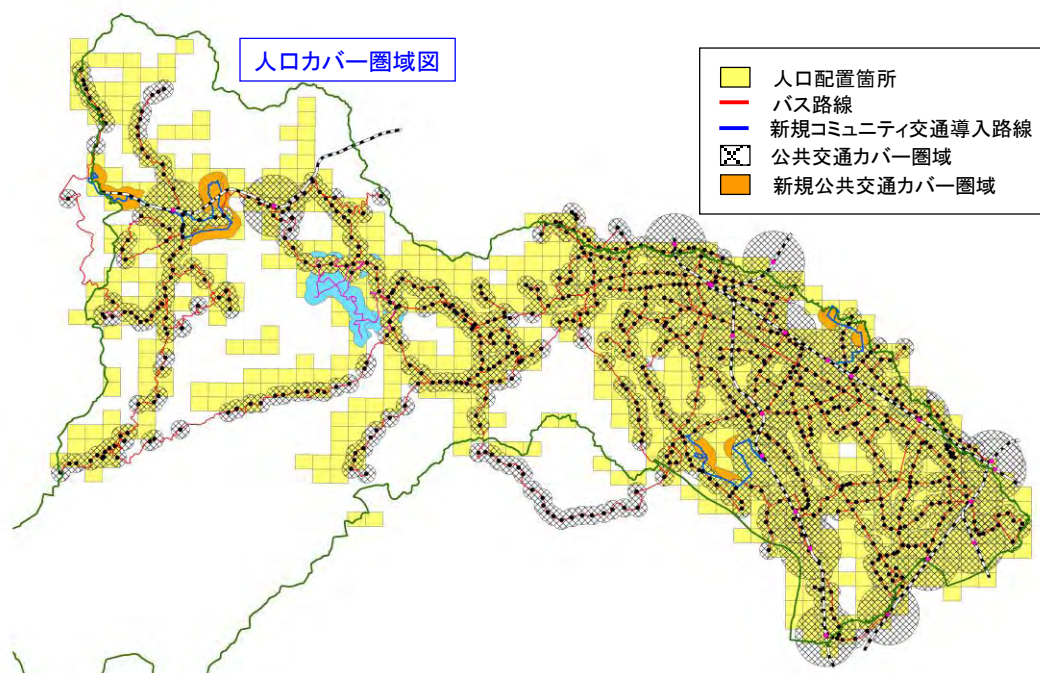 人口カバー圏域図
人口配置箇所
バス路線
新規コミュニティ交通導入路線
公共交通カバー圏域
新規公共交通カバー圏域